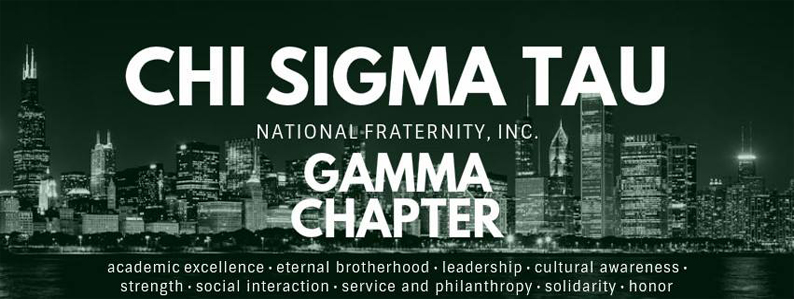 CHI SIGMA TAU
NATIONAL FRATERNITY, INC.
GAMMA
CHAPTER
academic excellence • eternal brotherhood • leadership • cultural awareness •
strength • social interaction • service and philanthropy • solidarity • honor